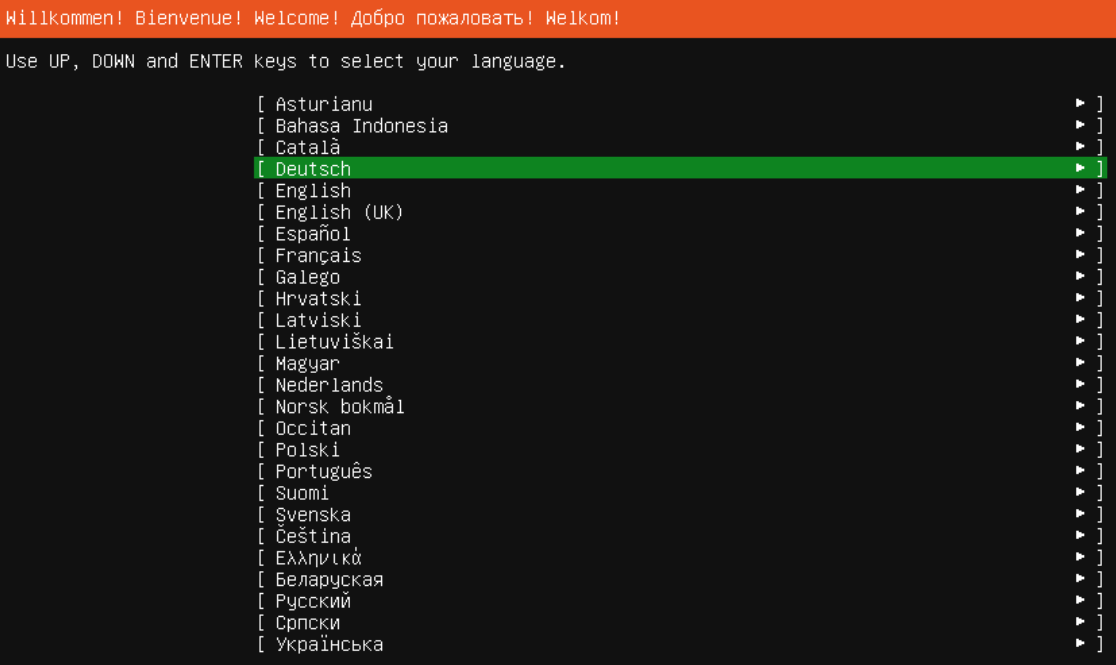 Willkommen! Bienvenue! Welcome! Добро пожаловать! Welkom!
Use UP, DOWN and ENTER keys to select your language.
[ Asturianu ► ]
[ Bahasa Indonesia ► ]
[ Català ► ]
[ Deutsch ► ]
[ English ► ]
[ English (UK) ► ]
[ Español ► ]
[ Français ► ]
[ Galego ► ]
[ Hrvatski ► ]
[ Latviski ► ]
[ Lietuviškai ► ]
[ Magyar ► ]
[ Nederlands ► ]
[ Norsk bokmål ► ]
[ Occitan ► ]
[ Polski ► ]
[ Português ► ]
[ Suomi ► ]
[ Svenska ► ]
[ Čeština ► ]
[ Ελληνικά ► ]
[ Беларуская ► ]
[ Русский ► ]
[ Српски ► ]
[ Українська ► ]